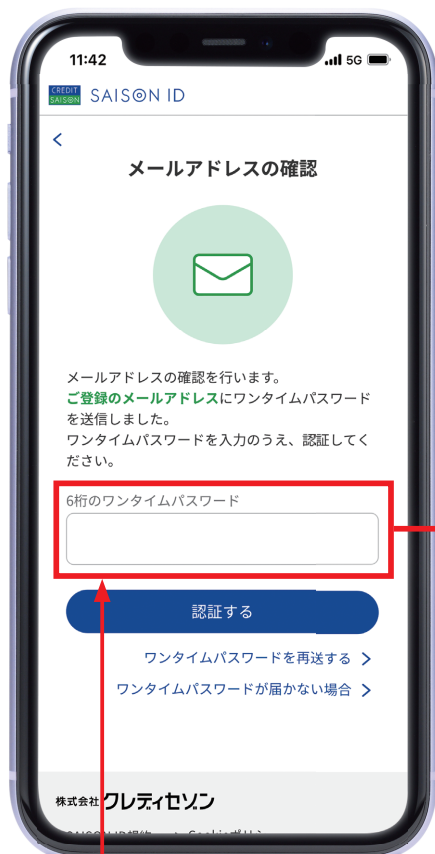 11:42
5G
CREDIT
SAISON
SAISON ID
メールアドレスの確認
メールアドレスの確認を行います。
ご登録のメールアドレスにワンタイムパスワード
を送信しました。
ワンタイムパスワードを入力のうえ、認証してく
ださい。
6桁のワンタイムパスワード
認証する
ワンタイムパスワードを再送する
ワンタイムパスワードが届かない場合
株式会社クレディセゾン